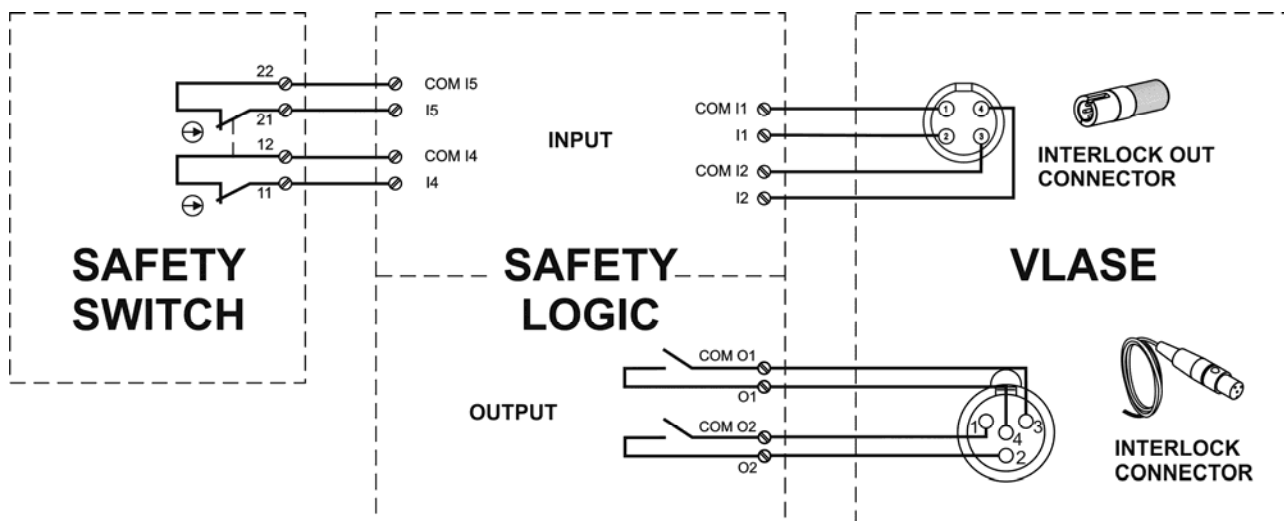 22
COM I5
21
I5
12
COM I4
11
I4
SAFETY
SWITCH
INPUT
COM I1
I1
COM I2
I2
SAFETY
LOGIC
OUTPUT
COM O1
O1
COM O2
O2
1
4
2
3
INTERLOCK OUT
CONNECTOR
VLASE
1
3
4
2
INTERLOCK
CONNECTOR